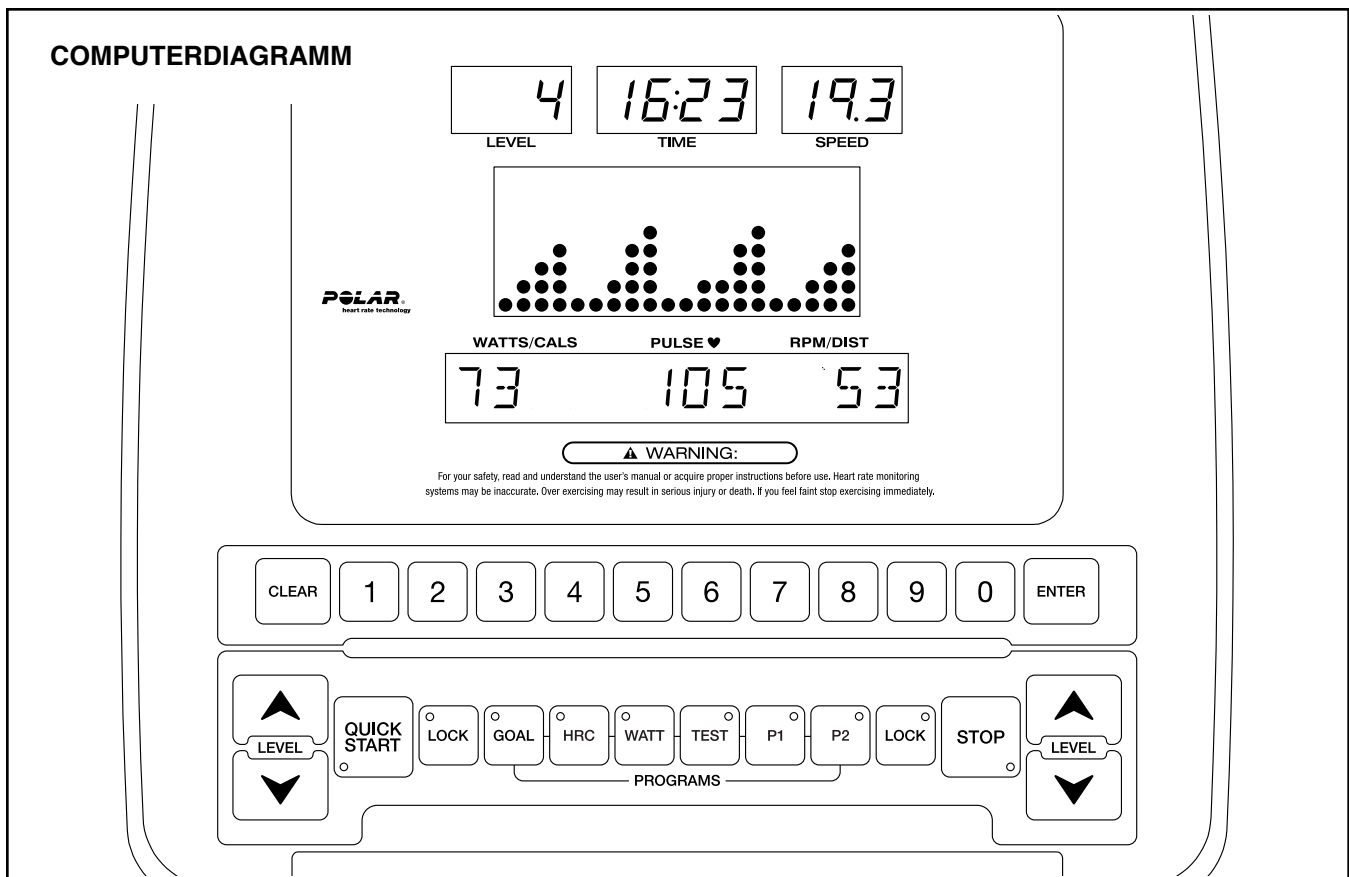 COMPUTERDIAGRAMM
4 16:23 19.3
LEVEL TIME SPEED
POLAR®
heart rate technology
WATTS/CALS PULSE ♥ RPM/DIST
73 105 53
⚠ WARNING:
For your safety, read and understand the user's manual or acquire proper instructions before use. Heart rate monitoring
systems may be inaccurate. Over exercising may result in serious injury or death. If you feel faint stop exercising immediately.
CLEAR 1 2 3 4 5 6 7 8 9 0 ENTER
LEVEL QUICK START LOCK GOAL HRC WATT TEST P1 P2 LOCK STOP LEVEL
PROGRAMS